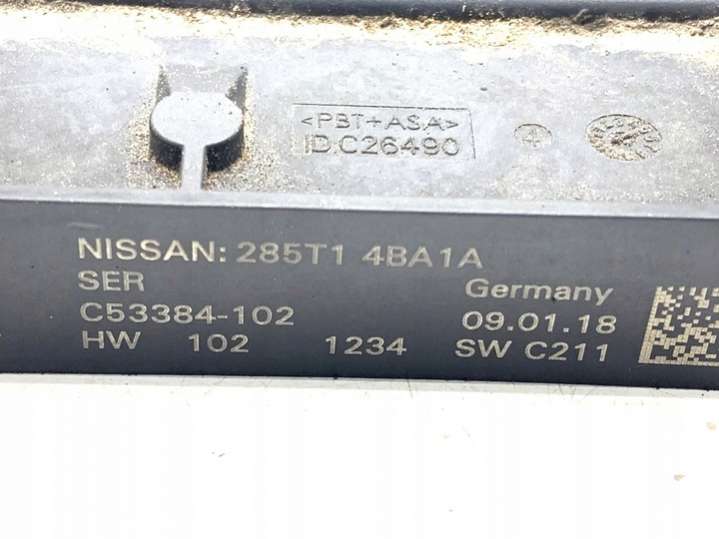 <PBT+ASA>
ID.C26490
4
NISSAN: 285T1 4BA1A
SER
Germany
C53384-102
09.01.18
HW 102 1234 SW C211